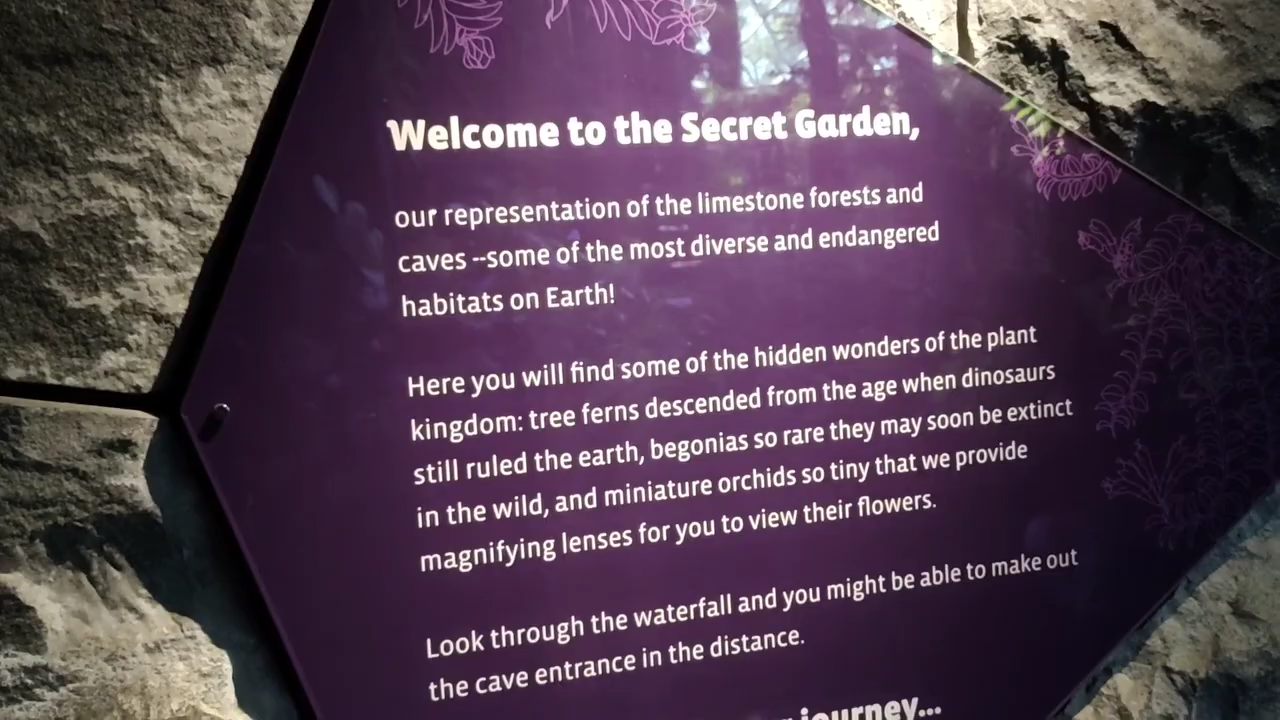 Welcome to the Secret Garden,
our representation of the limestone forests and
caves --some of the most diverse and endangered
habitats on Earth!
Here you will find some of the hidden wonders of the plant
kingdom: tree ferns descended from the age when dinosaurs
still ruled the earth, begonias so rare they may soon be extinct
in the wild, and miniature orchids so tiny that we provide
magnifying lenses for you to view their flowers.
Look through the waterfall and you might be able to make out
the cave entrance in the distance.
journey...